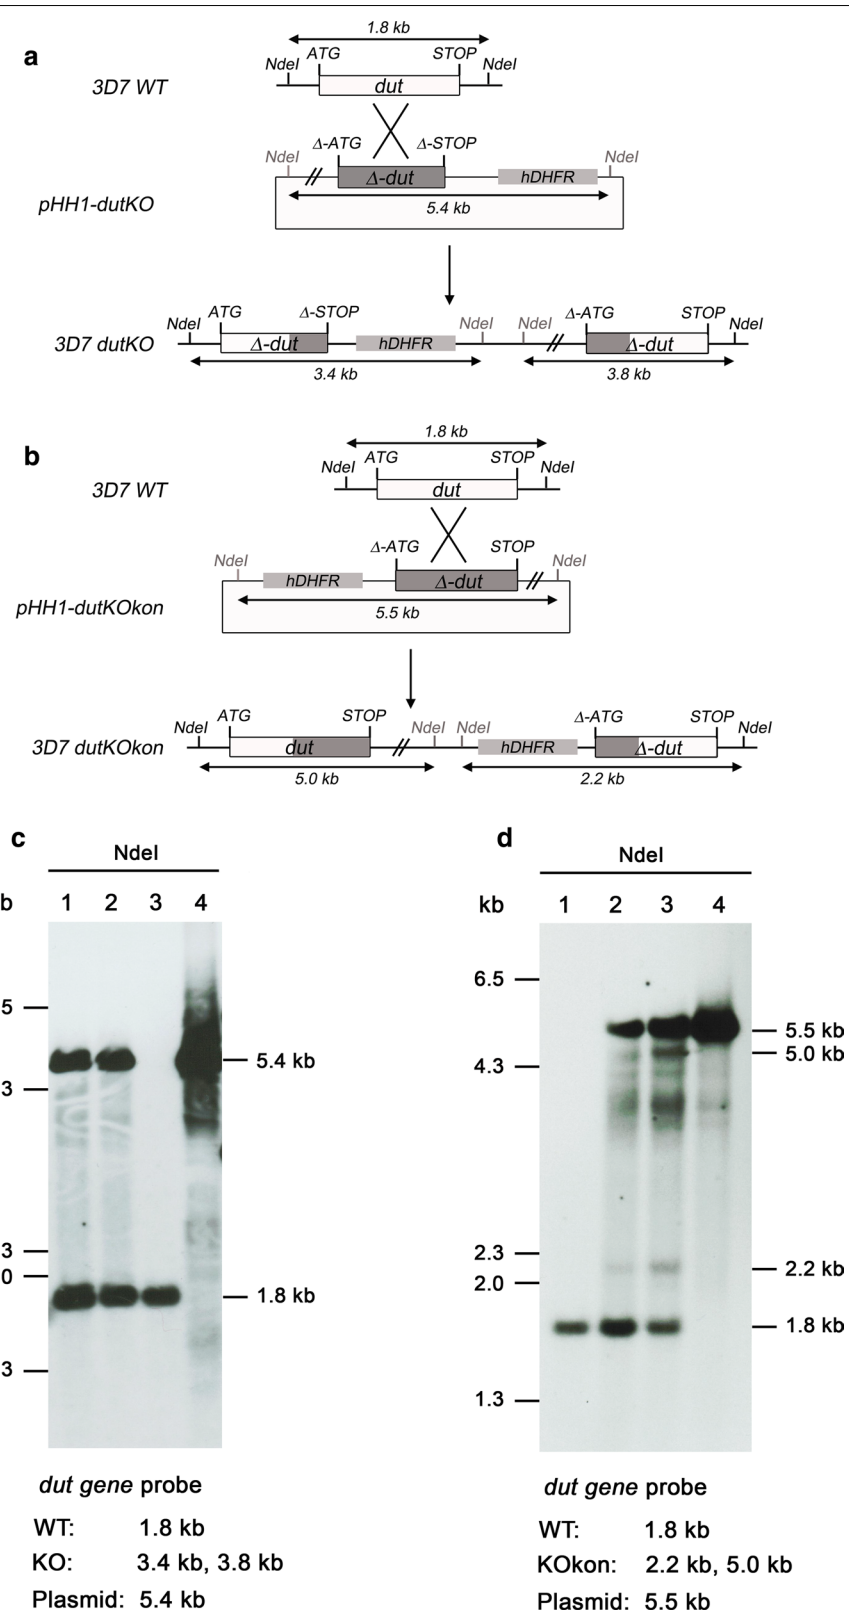 a
1.8 kb
NdeI ATG STOP NdeI
3D7 WT
dut
NdeI Δ-ATG Δ-STOP NdeI
Δ-dut hDHFR
pHH1-dutKO
5.4 kb
NdeI ATG Δ-STOP NdeI NdeI Δ-ATG STOP NdeI
3D7 dutKO
Δ-dut hDHFR Δ-dut
3.4 kb 3.8 kb
b
1.8 kb
NdeI ATG STOP NdeI
3D7 WT
dut
NdeI Δ-ATG STOP NdeI
hDHFR Δ-dut
pHH1-dutKOkon
5.5 kb
NdeI ATG STOP NdeI NdeI Δ-ATG STOP NdeI
3D7 dutKOkon
dut hDHFR Δ-dut
5.0 kb 2.2 kb
c
NdeI
b 1 2 3 4
5
5.4 kb
3
3
0
1.8 kb
3
dut gene probe
WT: 1.8 kb
KO: 3.4 kb, 3.8 kb
Plasmid: 5.4 kb
d
NdeI
kb 1 2 3 4
6.5
5.5 kb
5.0 kb
4.3
2.3
2.2 kb
2.0
1.8 kb
1.3
dut gene probe
WT: 1.8 kb
KOkon: 2.2 kb, 5.0 kb
Plasmid: 5.5 kb